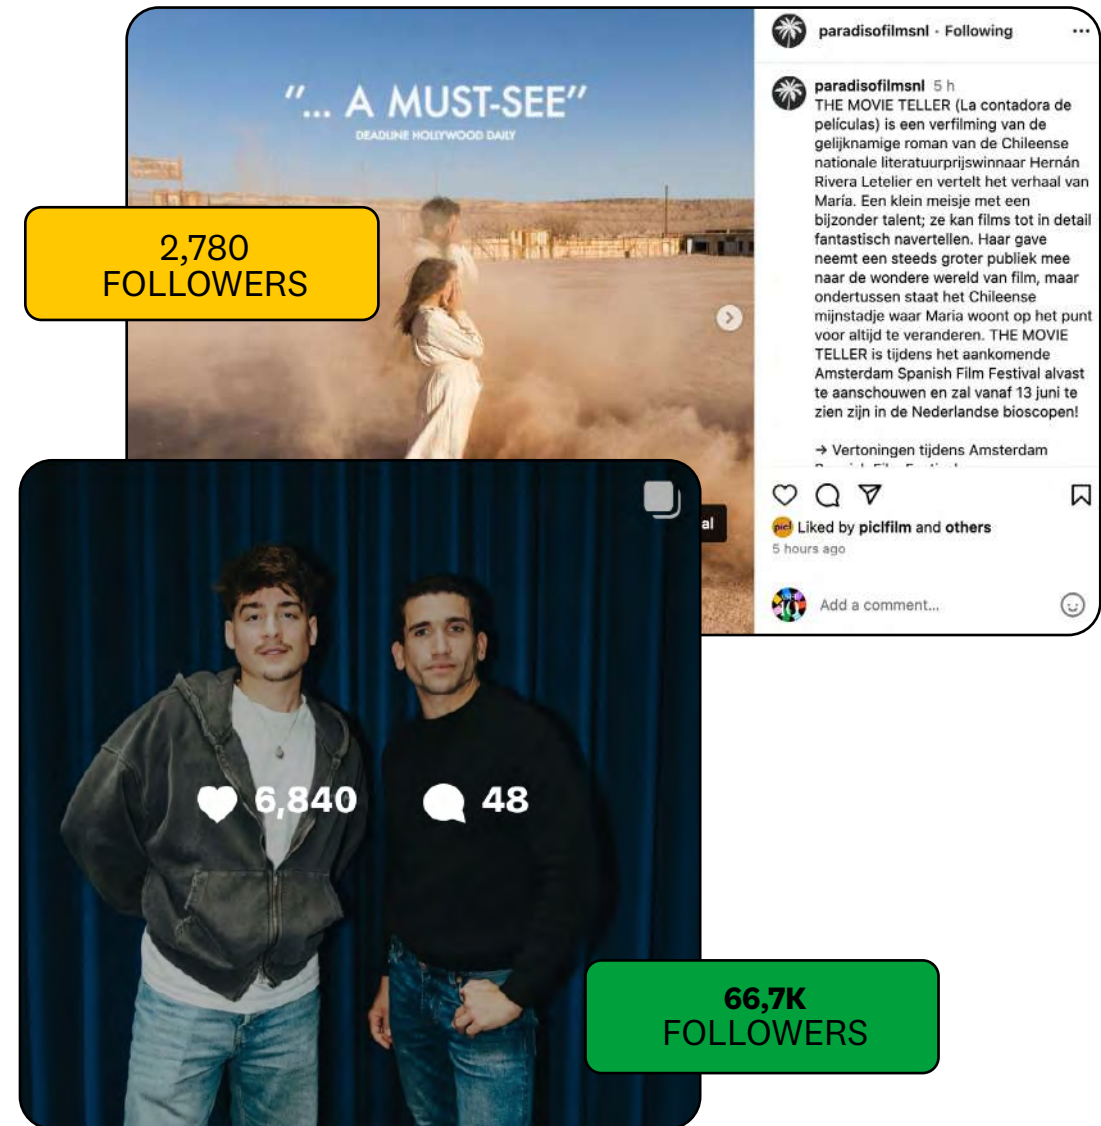 "... A MUST-SEE"
DEADLINE HOLLYWOOD DAILY
paradisofilmsnl · Following
paradisofilmsnl 5 h
THE MOVIE TELLER (La contadora de
películas) is een verfilming van de
gelijknamige roman van de Chileense
nationale literatuurprijswinnaar Hernán
Rivera Letelier en vertelt het verhaal van
María. Een klein meisje met een
bijzonder talent; ze kan films tot in detail
fantastisch navertellen. Haar gave
neemt een steeds groter publiek mee
naar de wondere wereld van film, maar
ondertussen staat het Chileense
mijnstadje waar Maria woont op het punt
voor altijd te veranderen. THE MOVIE
TELLER is tijdens het aankomende
Amsterdam Spanish Film Festival alvast
te aanschouwen en zal vanaf 13 juni te
zien zijn in de Nederlandse bioscopen!
→ Vertoningen tijdens Amsterdam
picl Liked by piclfilm and others
5 hours ago
Add a comment...
2,780
FOLLOWERS
al
6,840
48
66,7K
FOLLOWERS